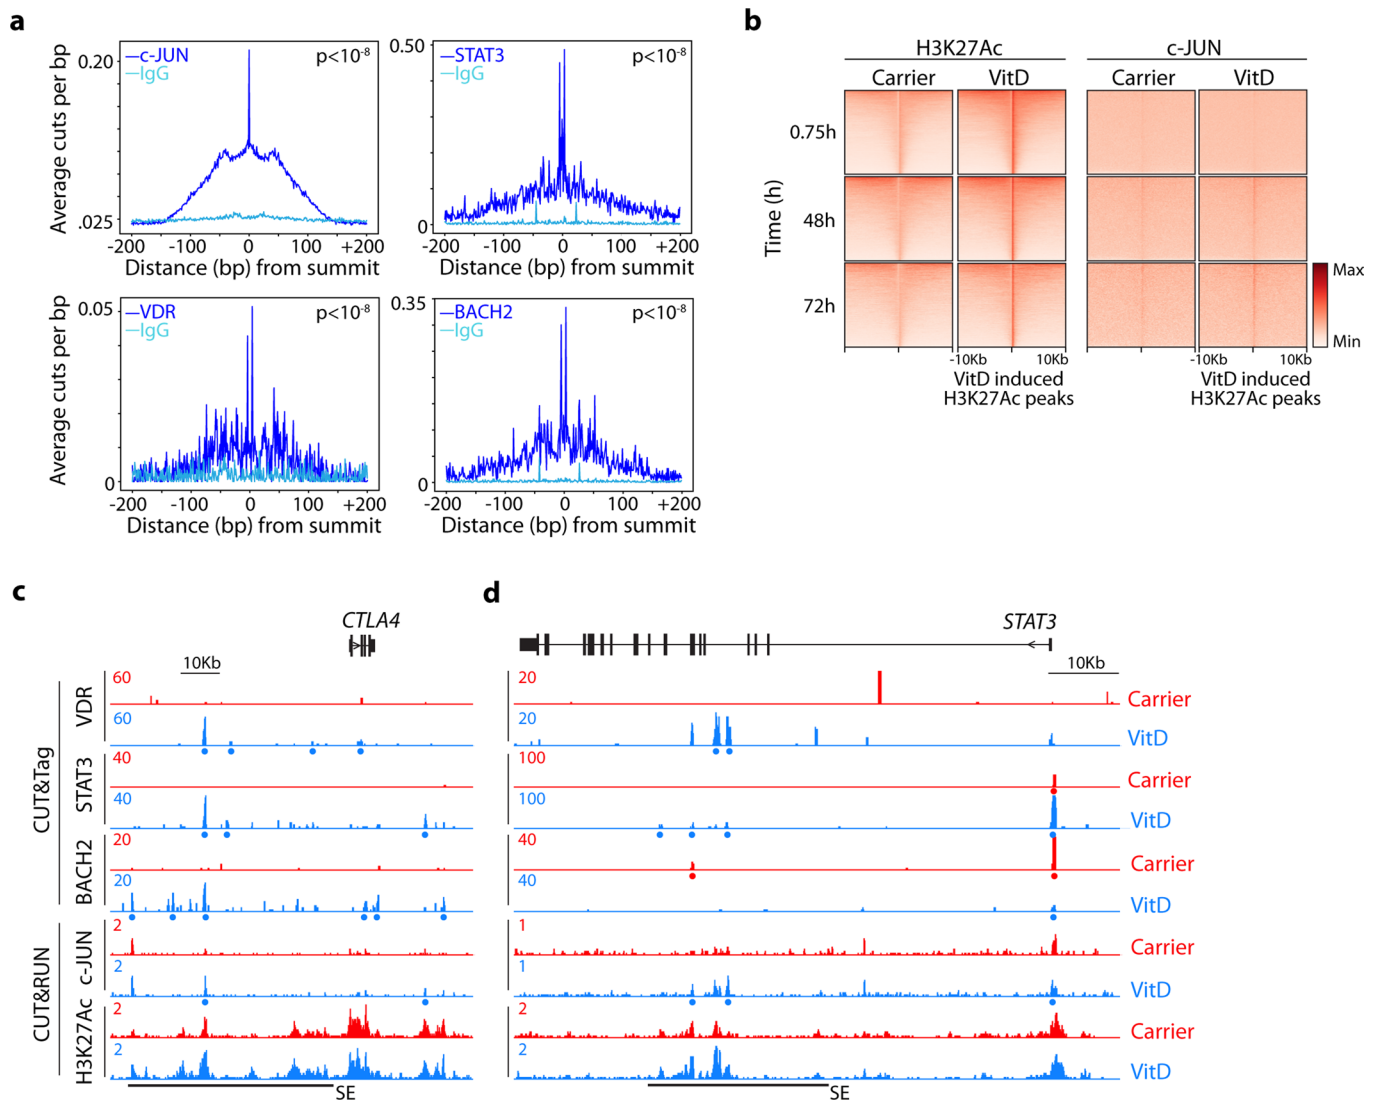 a
c-JUN
IgG
p<10-8
0.20
.025
Average cuts per bp
-200 -100 0 100 +200
Distance (bp) from summit
STAT3
IgG
p<10-8
0.50
0
-200 -100 0 100 +200
Distance (bp) from summit
VDR
IgG
p<10-8
0.05
0
Average cuts per bp
-200 -100 0 100 +200
Distance (bp) from summit
BACH2
IgG
p<10-8
0.35
0
-200 -100 0 100 +200
Distance (bp) from summit
b
H3K27Ac c-JUN
Carrier VitD Carrier VitD
0.75h
48h
72h
Time (h)
Max
Min
-10Kb 10Kb -10Kb 10Kb
VitD induced
H3K27Ac peaks
VitD induced
H3K27Ac peaks
c
CTLA4
10Kb
CUT&Tag
CUT&RUN
VDR
60
60
STAT3
40
40
BACH2
20
20
c-JUN
2
2
H3K27Ac
2
2
SE
d
STAT3
10Kb
20 Carrier
20 VitD
100 Carrier
100 VitD
40 Carrier
40 VitD
1 Carrier
1 VitD
2 Carrier
2 VitD
SE